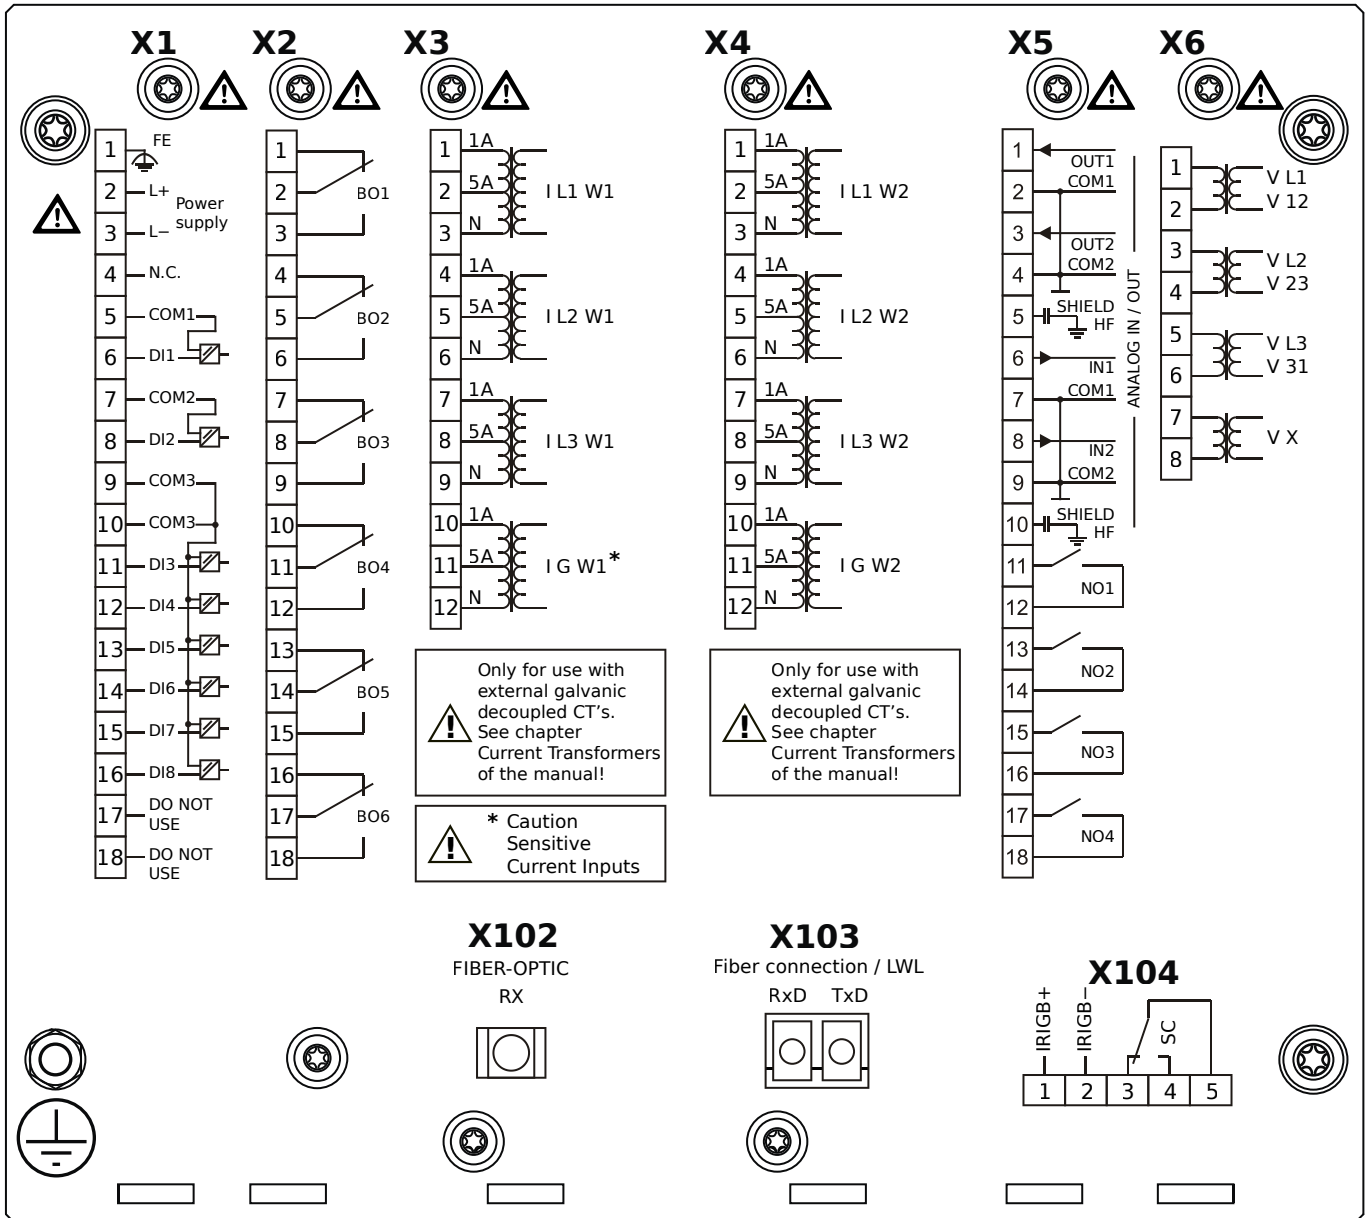 X1 X2 X3 X4 X5 X6
1 FE
2 L+
Power
supply
3 L−
4 N.C.
5 COM1
6 DI1
7 COM2
8 DI2
9 COM3
10 COM3
11 DI3
12 DI4
13 DI5
14 DI6
15 DI7
16 DI8
17 DO NOT
USE
18 DO NOT
USE
1
2 BO1
3
4
5 BO2
6
7
8 BO3
9
10
11 BO4
12
13
14 BO5
15
16
17 BO6
18
1 1A
2 5A I L1 W1
3 N
4 1A
5 5A I L2 W1
6 N
7 1A
8 5A I L3 W1
9 N
10 1A
11 5A I G W1*
12 N
Only for use with
external galvanic
decoupled CT's.
See chapter
Current Transformers
of the manual!
* Caution
Sensitive
Current Inputs
1 1A
2 5A I L1 W2
3 N
4 1A
5 5A I L2 W2
6 N
7 1A
8 5A I L3 W2
9 N
10 1A
11 5A I G W2
12 N
Only for use with
external galvanic
decoupled CT's.
See chapter
Current Transformers
of the manual!
1
OUT1
2 COM1
3
OUT2
4 COM2
5 SHIELD
HF
6
IN1
7 COM1
8
IN2
9 COM2
10 SHIELD
HF
ANALOG IN / OUT
11
NO1
12
13
NO2
14
15
NO3
16
17
NO4
18
1 V L1
2 V 12
3 V L2
4 V 23
5 V L3
6 V 31
7 V X
8
X102
FIBER-OPTIC
RX
X103
Fiber connection / LWL
RxD TxD
X104
IRIGB+
IRIGB−
SC
1 2 3 4 5